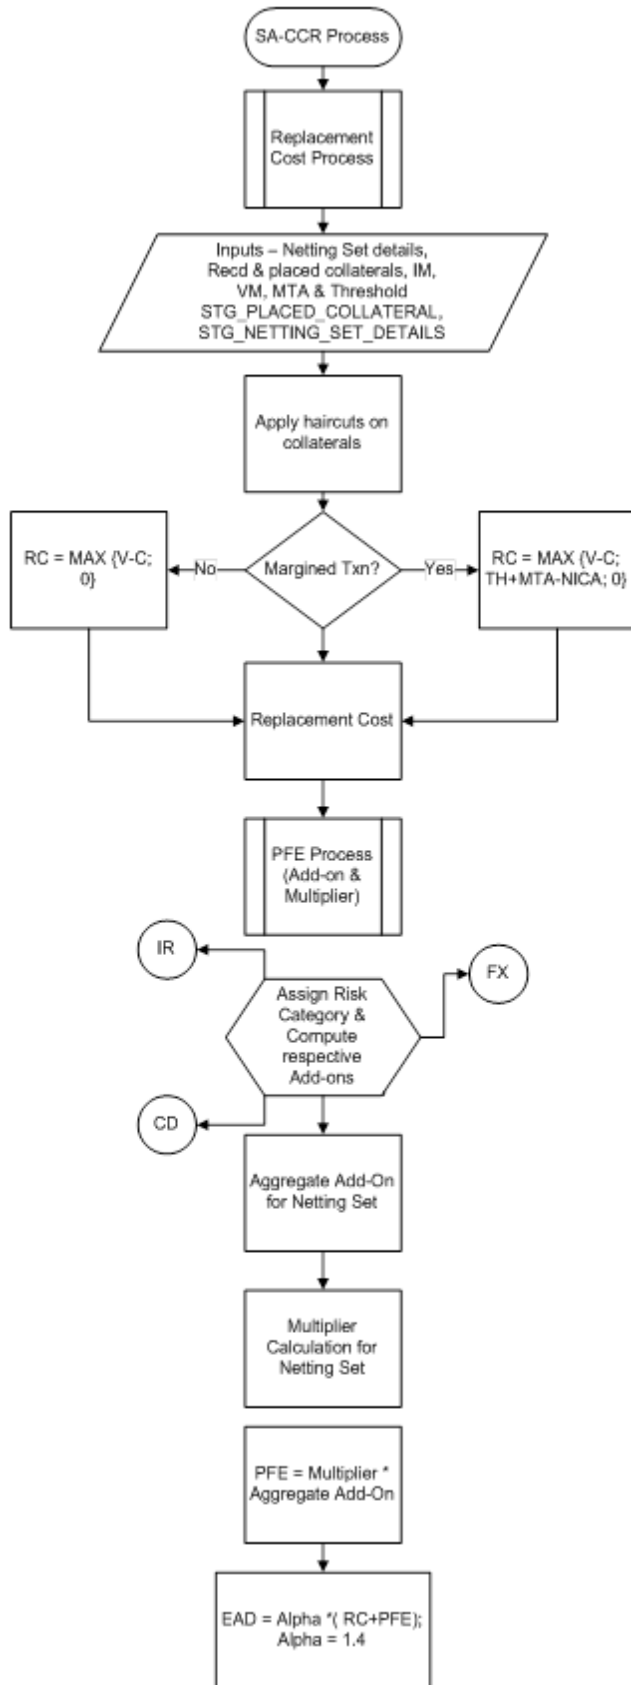 SA-CCR Process
Replacement
Cost Process
Inputs – Netting Set details,
Recd & placed collaterals, IM,
VM, MTA & Threshold
STG_PLACED_COLLATERAL,
STG_NETTING_SET_DETAILS
Apply haircuts on
collaterals
RC = MAX {V-C;
0}
No
Margined Txn?
Yes
RC = MAX {V-C;
TH+MTA-NICA; 0}
Replacement Cost
PFE Process
(Add-on &
Multiplier)
IR
FX
Assign Risk
Category &
Compute
respective
Add-ons
CD
Aggregate Add-On
for Netting Set
Multiplier
Calculation for
Netting Set
PFE = Multiplier *
Aggregate Add-On
EAD = Alpha *( RC+PFE);
Alpha = 1.4